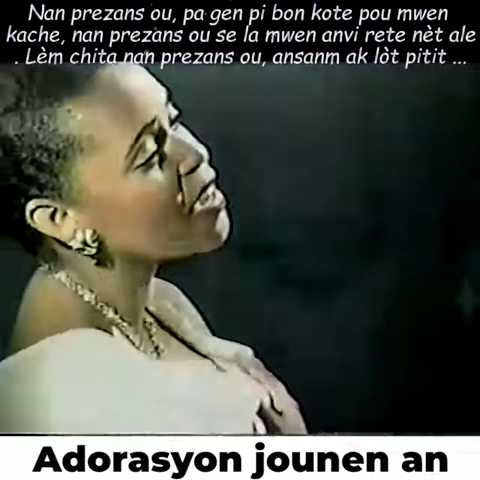 Nan prezans ou, pa gen pi bon kote pou mwen
kache, nan prezans ou se la mwen anvi rete nèt ale
. Lèm chita nan prezans ou, ansanm ak lòt pitit ...
Adorasyon jounen an